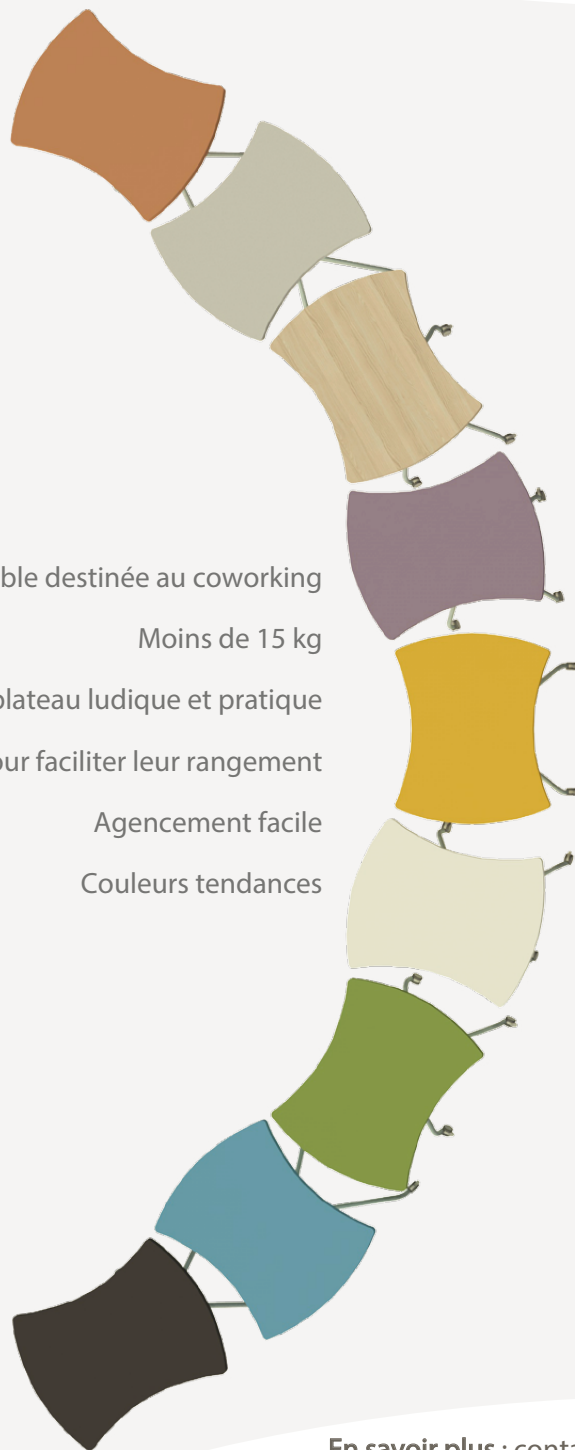 ble destinée au coworking
Moins de 15 kg
plateau ludique et pratique
our faciliter leur rangement
Agencement facile
Couleurs tendances
En savoir plus : conta